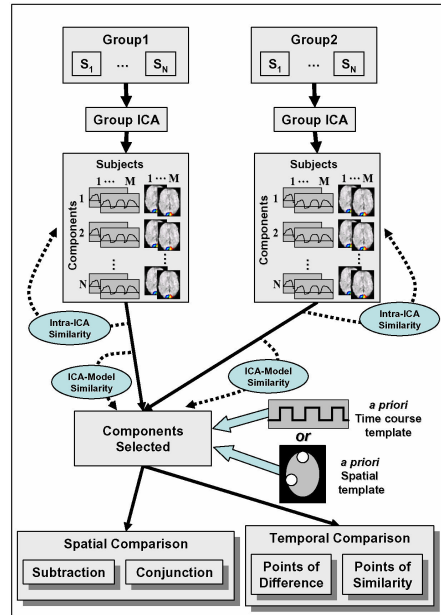 Group1
S1 ... SN
Group2
S1 ... SN
Group ICA
Group ICA
Subjects
1 ... M 1 ... M
Components
1
2
⋮
N
Subjects
1 ... M 1 ... M
Components
1
2
⋮
N
Intra-ICA
Similarity
Intra-ICA
Similarity
ICA-Model
Similarity
ICA-Model
Similarity
Components
Selected
a priori
Time course
template
or
a priori
Spatial
template
Spatial Comparison
Subtraction
Conjunction
Temporal Comparison
Points of
Difference
Points of
Similarity